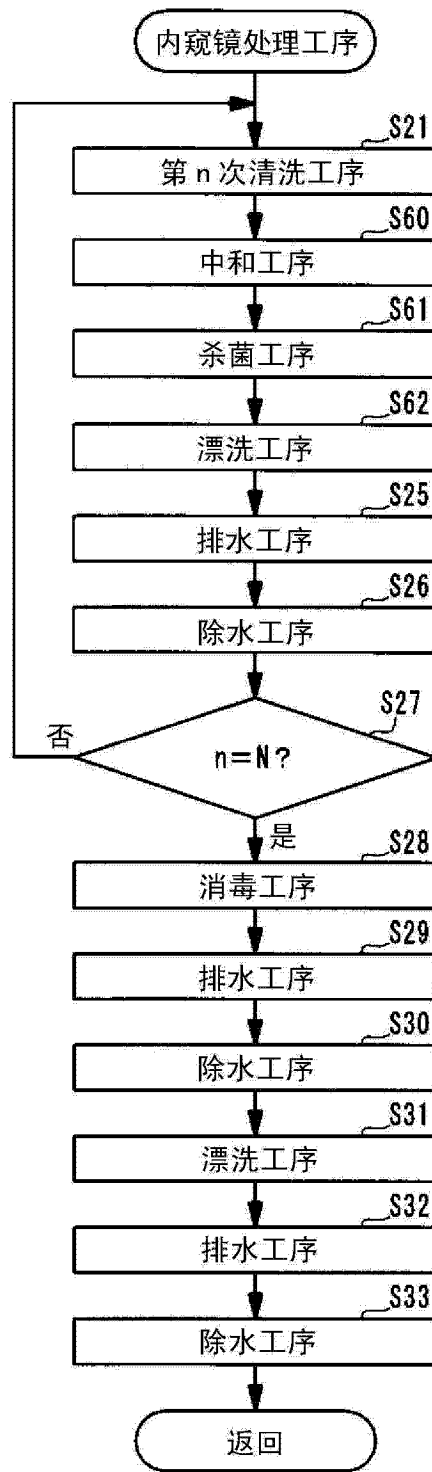 内窥镜处理工序
S21
第n次清洗工序
S60
中和工序
S61
杀菌工序
S62
漂洗工序
S25
排水工序
S26
除水工序
S27
否
n=N?
是
S28
消毒工序
S29
排水工序
S30
除水工序
S31
漂洗工序
S32
排水工序
S33
除水工序
返回